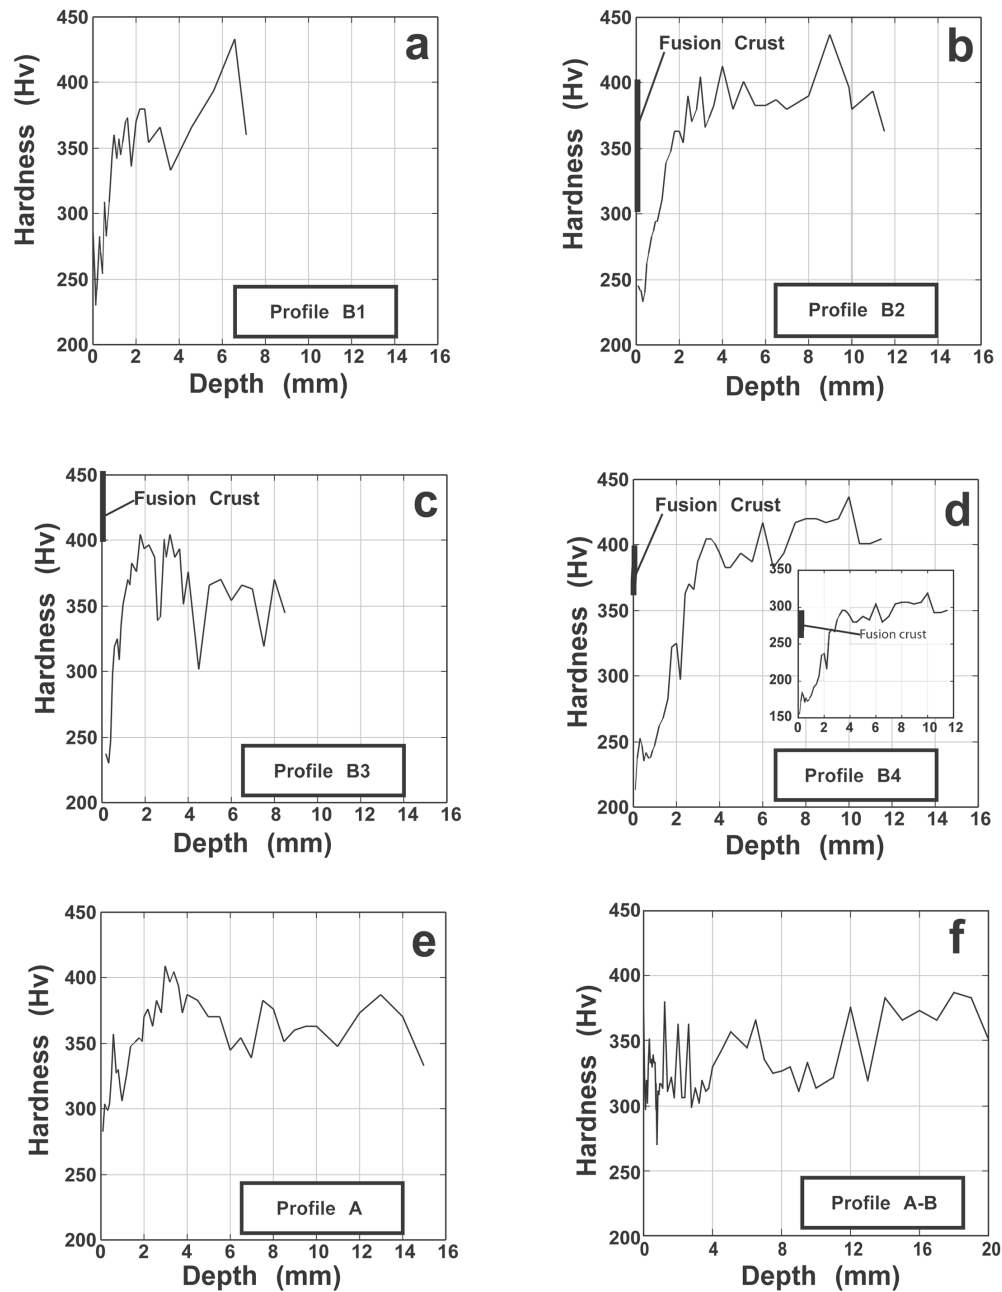 a
450
400
350
300
250
200
Hardness (Hv)
Profile B1
0 2 4 6 8 10 12 14 16
Depth (mm)
b
Fusion Crust
450
400
350
300
250
200
Hardness (Hv)
Profile B2
0 2 4 6 8 10 12 14 16
Depth (mm)
c
Fusion Crust
450
400
350
300
250
200
Hardness (Hv)
Profile B3
0 2 4 6 8 10 12 14 16
Depth (mm)
d
Fusion Crust
450
400
350
300
250
200
Hardness (Hv)
350
300
250
200
150
Fusion crust
0 2 4 6 8 10 12
Profile B4
0 2 4 6 8 10 12 14 16
Depth (mm)
e
450
400
350
300
250
200
Hardness (Hv)
Profile A
0 2 4 6 8 10 12 14 16
Depth (mm)
f
450
400
350
300
250
200
Hardness (Hv)
Profile A-B
0 4 8 12 16 20
Depth (mm)